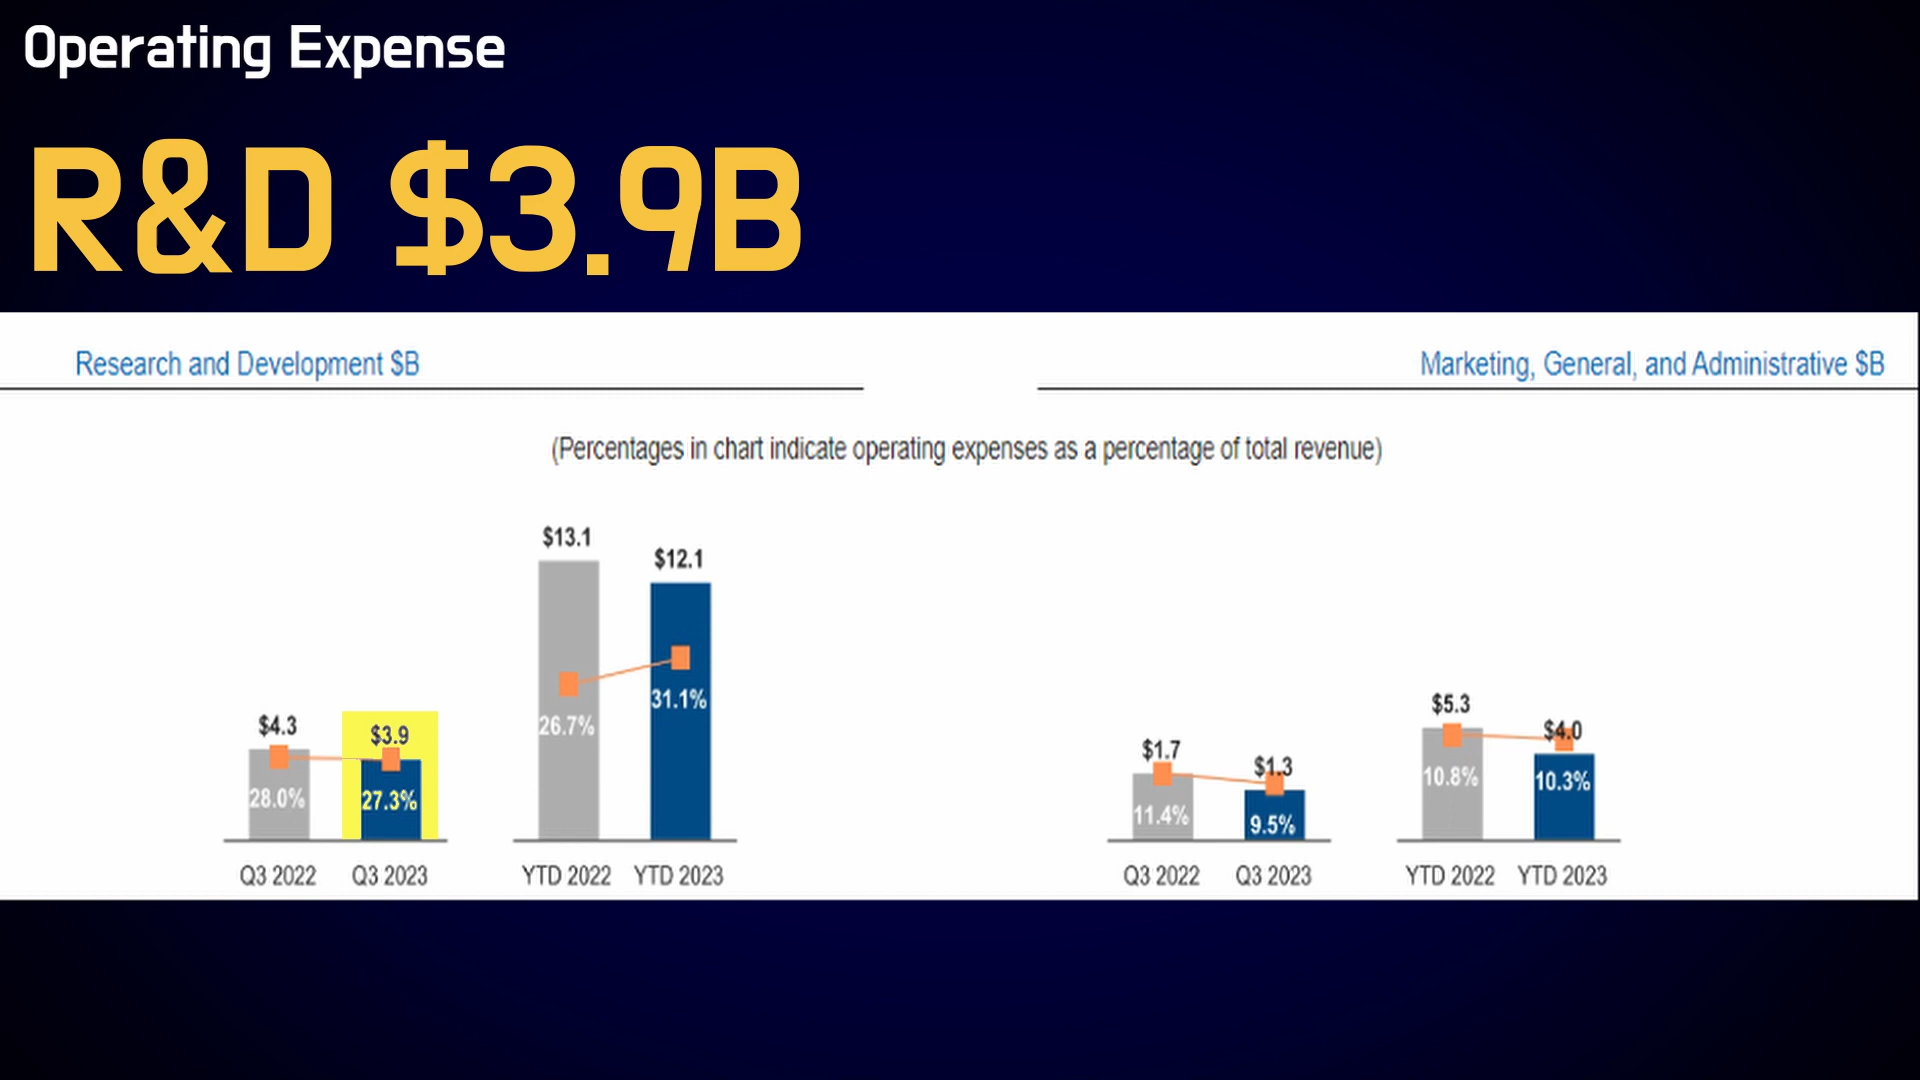 Operating Expense
R&D $3.9B
Research and Development $B
Marketing, General, and Administrative $B
(Percentages in chart indicate operating expenses as a percentage of total revenue)
$13.1
$12.1
31.1%
26.7%
$4.3
$3.9
28.0%
27.3%
Q3 2022
Q3 2023
YTD 2022
YTD 2023
$5.3
$4.0
$1.7
$1.3
10.8%
10.3%
11.4%
9.5%
Q3 2022
Q3 2023
YTD 2022
YTD 2023